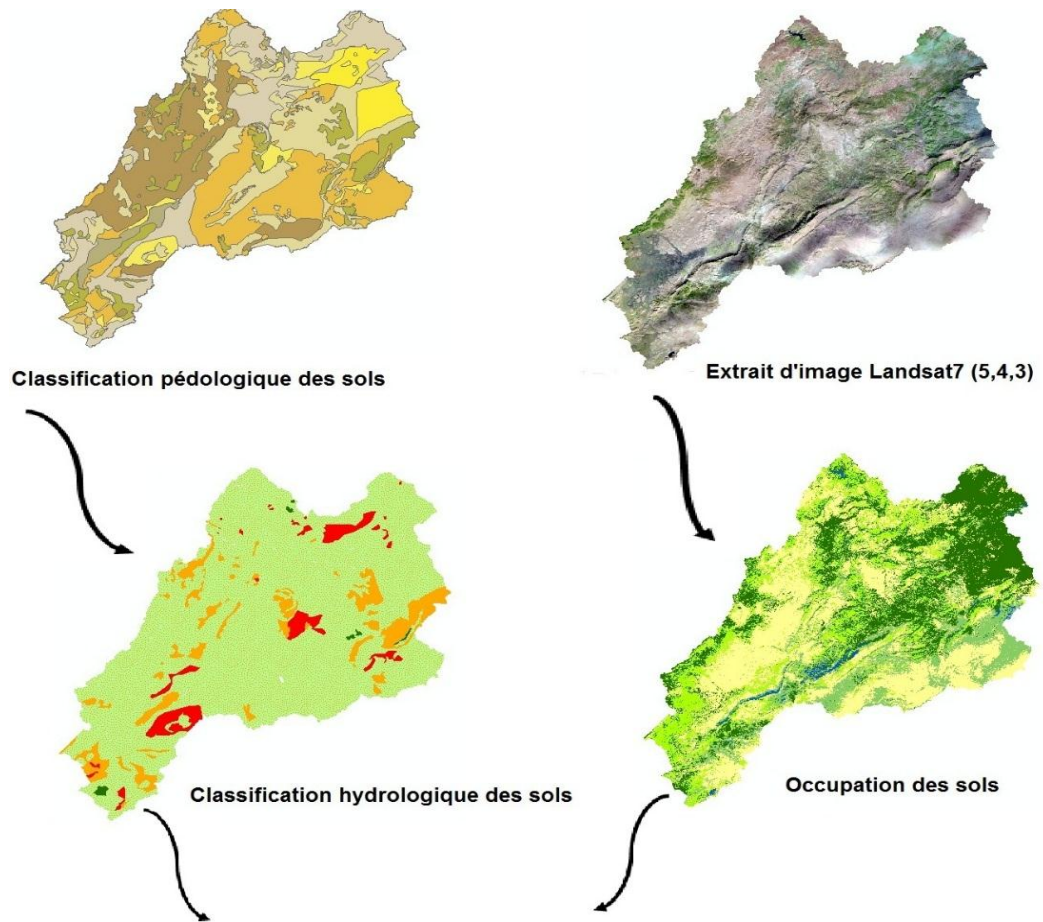 Classification pédologique des sols
Extrait d'image Landsat7 (5,4,3)
Classification hydrologique des sols
Occupation des sols